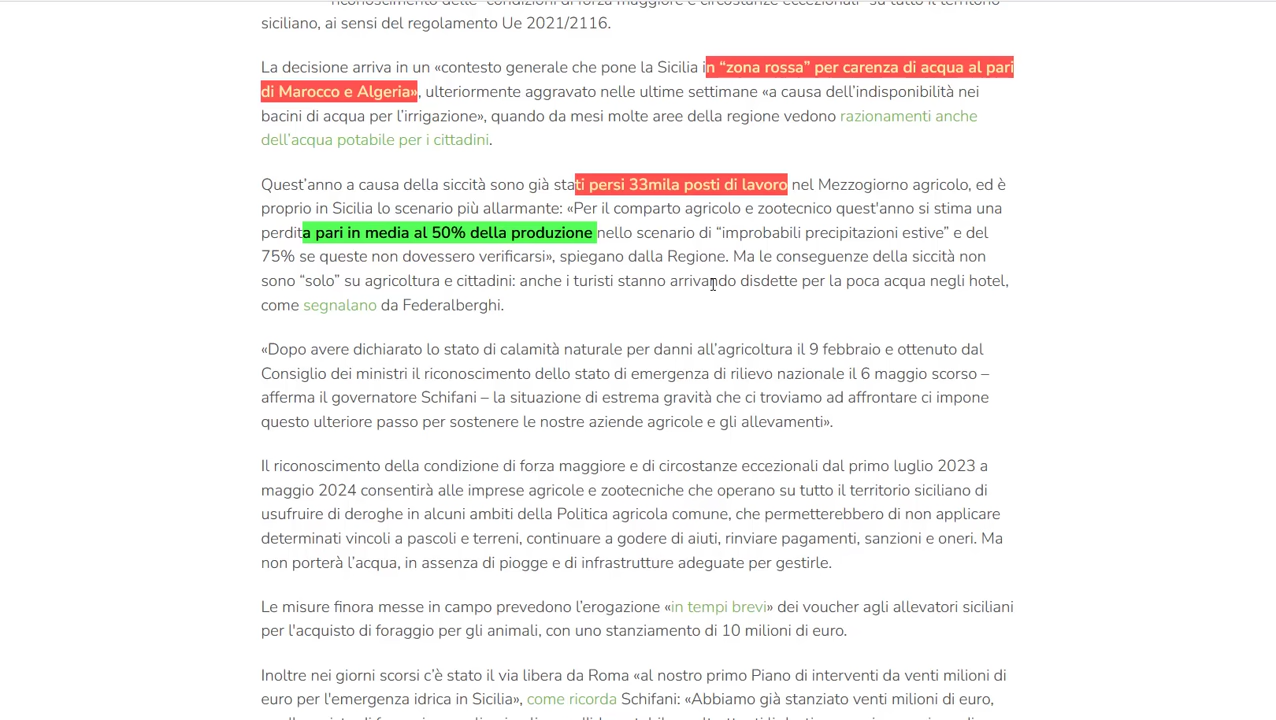 riconoscimento delle “condizioni di forza maggiore e circostanze eccezionali” su tutto il territorio
siciliano, ai sensi del regolamento Ue 2021/2116.
La decisione arriva in un «contesto generale che pone la Sicilia in “zona rossa” per carenza di acqua al pari
di Marocco e Algeria», ulteriormente aggravato nelle ultime settimane «a causa dell’indisponibilità nei
bacini di acqua per l’irrigazione», quando da mesi molte aree della regione vedono razionamenti anche
dell’acqua potabile per i cittadini.
Quest’anno a causa della siccità sono già stati persi 33mila posti di lavoro nel Mezzogiorno agricolo, ed è
proprio in Sicilia lo scenario più allarmante: «Per il comparto agricolo e zootecnico quest'anno si stima una
perdita pari in media al 50% della produzione nello scenario di “improbabili precipitazioni estive” e del
75% se queste non dovessero verificarsi», spiegano dalla Regione. Ma le conseguenze della siccità non
sono “solo” su agricoltura e cittadini: anche i turisti stanno arrivando disdette per la poca acqua negli hotel,
come segnalano da Federalberghi.
«Dopo avere dichiarato lo stato di calamità naturale per danni all’agricoltura il 9 febbraio e ottenuto dal
Consiglio dei ministri il riconoscimento dello stato di emergenza di rilievo nazionale il 6 maggio scorso –
afferma il governatore Schifani – la situazione di estrema gravità che ci troviamo ad affrontare ci impone
questo ulteriore passo per sostenere le nostre aziende agricole e gli allevamenti».
Il riconoscimento della condizione di forza maggiore e di circostanze eccezionali dal primo luglio 2023 a
maggio 2024 consentirà alle imprese agricole e zootecniche che operano su tutto il territorio siciliano di
usufruire di deroghe in alcuni ambiti della Politica agricola comune, che permetterebbero di non applicare
determinati vincoli a pascoli e terreni, continuare a godere di aiuti, rinviare pagamenti, sanzioni e oneri. Ma
non porterà l’acqua, in assenza di piogge e di infrastrutture adeguate per gestirle.
Le misure finora messe in campo prevedono l’erogazione «in tempi brevi» dei voucher agli allevatori siciliani
per l'acquisto di foraggio per gli animali, con uno stanziamento di 10 milioni di euro.
Inoltre nei giorni scorsi c’è stato il via libera da Roma «al nostro primo Piano di interventi da venti milioni di
euro per l'emergenza idrica in Sicilia», come ricorda Schifani: «Abbiamo già stanziato venti milioni di euro,